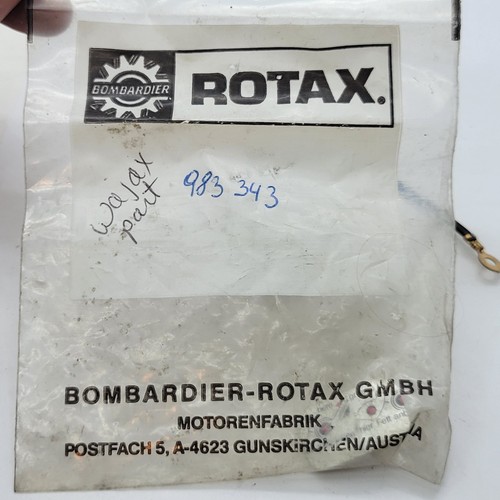 BOMBARDIER
ROTAX.
Wajax
part
983 343
BOMBARDIER-ROTAX GMBH
MOTORENFABRIK
POSTFACH 5, A-4623 GUNSKIRCHEN/AUSTRIA